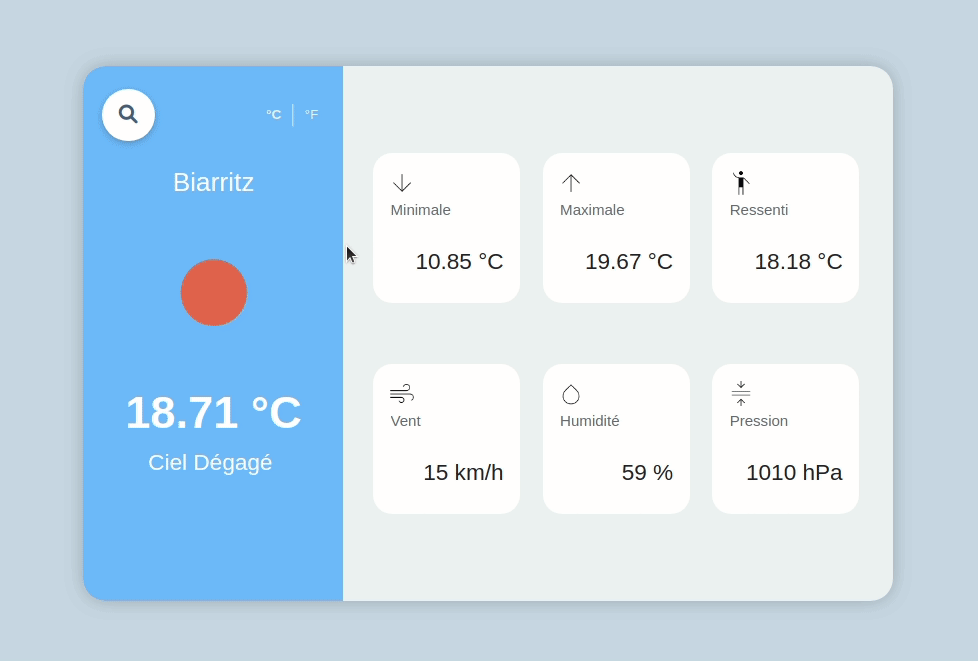 °C | °F
Biarritz
18.71 °C
Ciel Dégagé
Minimale
10.85 °C
Maximale
19.67 °C
Ressenti
18.18 °C
Vent
15 km/h
Humidité
59 %
Pression
1010 hPa